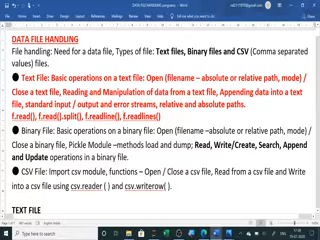 DATA FILE HANDLING
File handling: Need for a data file, Types of file: Text files, Binary files and CSV (Comma separated
values) files.
● Text File: Basic operations on a text file: Open (filename – absolute or relative path, mode) /
Close a text file, Reading and Manipulation of data from a text file, Appending data into a text
file, standard input / output and error streams, relative and absolute paths.
f.read(), f.read().split(), f.readline(), f.readlines()
● Binary File: Basic operations on a binary file: Open (filename –absolute or relative path, mode) /
Close a binary file, Pickle Module –methods load and dump; Read, Write/Create, Search, Append
and Update operations in a binary file.
● CSV File: Import csv module, functions – Open / Close a csv file, Read from a csv file and Write
into a csv file using csv.reader ( ) and csv.writerow( ).
TEXT FILE